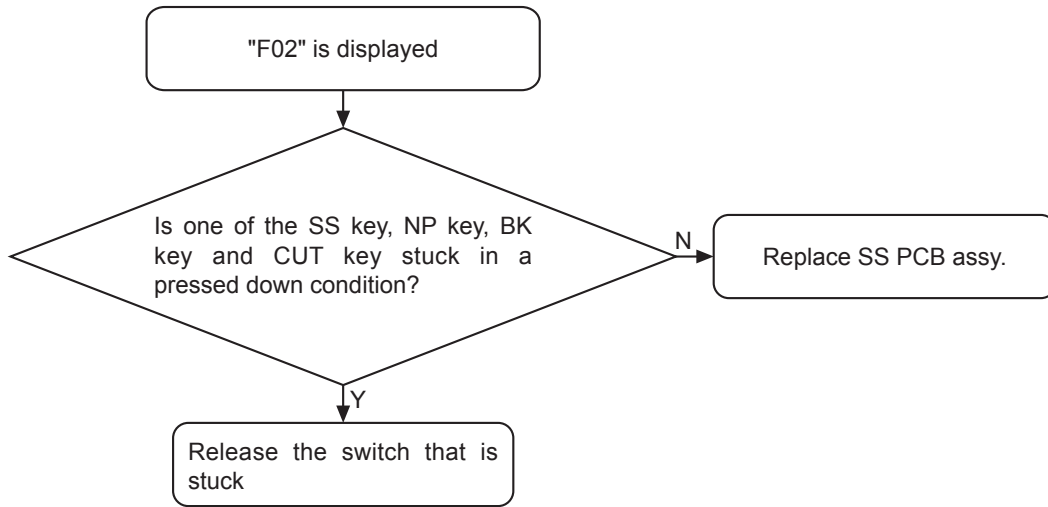 "F02" is displayed
Is one of the SS key, NP key, BK
key and CUT key stuck in a
pressed down condition?
N
Replace SS PCB assy.
Y
Release the switch that is
stuck